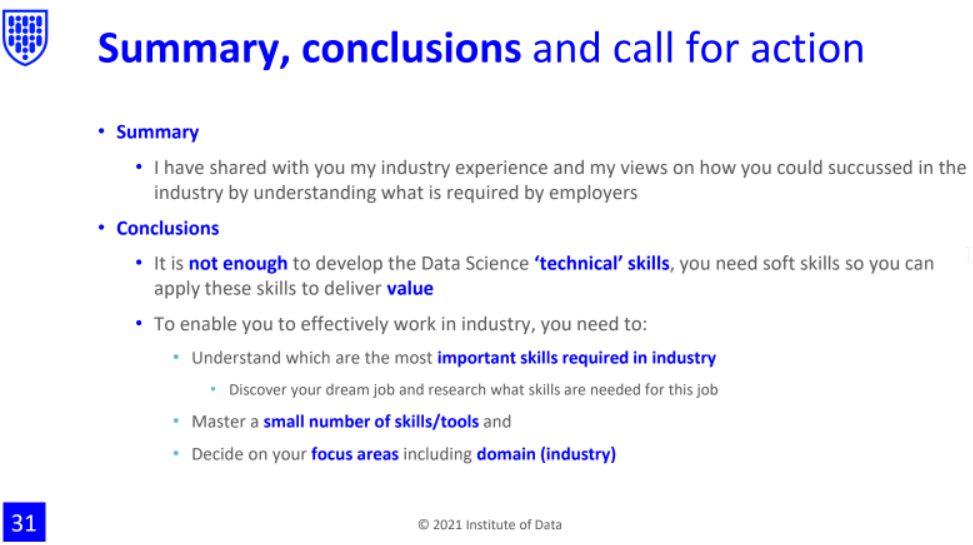 Summary, conclusions and call for action
• Summary
• I have shared with you my industry experience and my views on how you could succussed in the
industry by understanding what is required by employers
• Conclusions
• It is not enough to develop the Data Science ‘technical’ skills, you need soft skills so you can
apply these skills to deliver value
• To enable you to effectively work in industry, you need to:
• Understand which are the most important skills required in industry
• Discover your dream job and research what skills are needed for this job
• Master a small number of skills/tools and
• Decide on your focus areas including domain (industry)
31
© 2021 Institute of Data